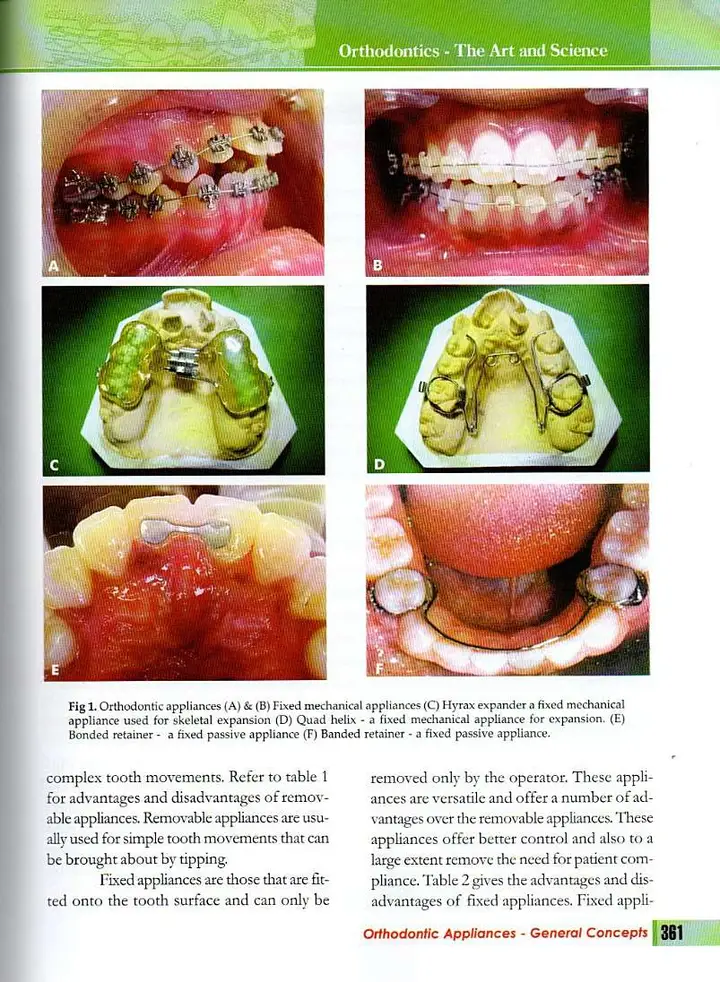 Orthodontics - The Art and Science
A
B
C
D
E
F
Fig 1. Orthodontic appliances (A) & (B) Fixed mechanical appliances (C) Hyrax expander a fixed mechanical
appliance used for skeletal expansion (D) Quad helix - a fixed mechanical appliance for expansion. (E)
Bonded retainer - a fixed passive appliance (F) Banded retainer - a fixed passive appliance.
complex tooth movements. Refer to table 1
for advantages and disadvantages of remov-
able appliances. Removable appliances are usu-
ally used for simple tooth movements that can
be brought about by tipping.
Fixed appliances are those that are fit-
ted onto the tooth surface and can only be
removed only by the operator. These appli-
ances are versatile and offer a number of ad-
vantages over the removable appliances. These
appliances offer better control and also to a
large extent remove the need for patient com-
pliance. Table 2 gives the advantages and dis-
advantages of fixed appliances. Fixed appli-
Orthodontic Appliances - General Concepts 361